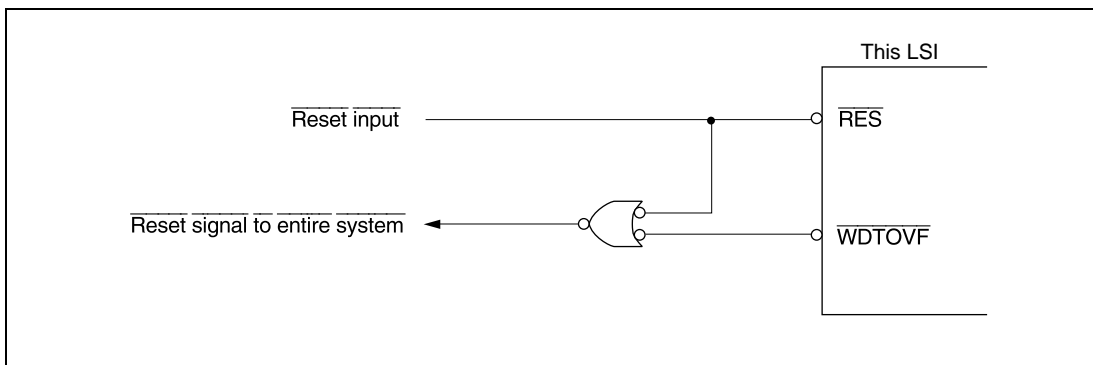 This LSI
Reset input
RES
Reset signal to entire system
WDTOVF